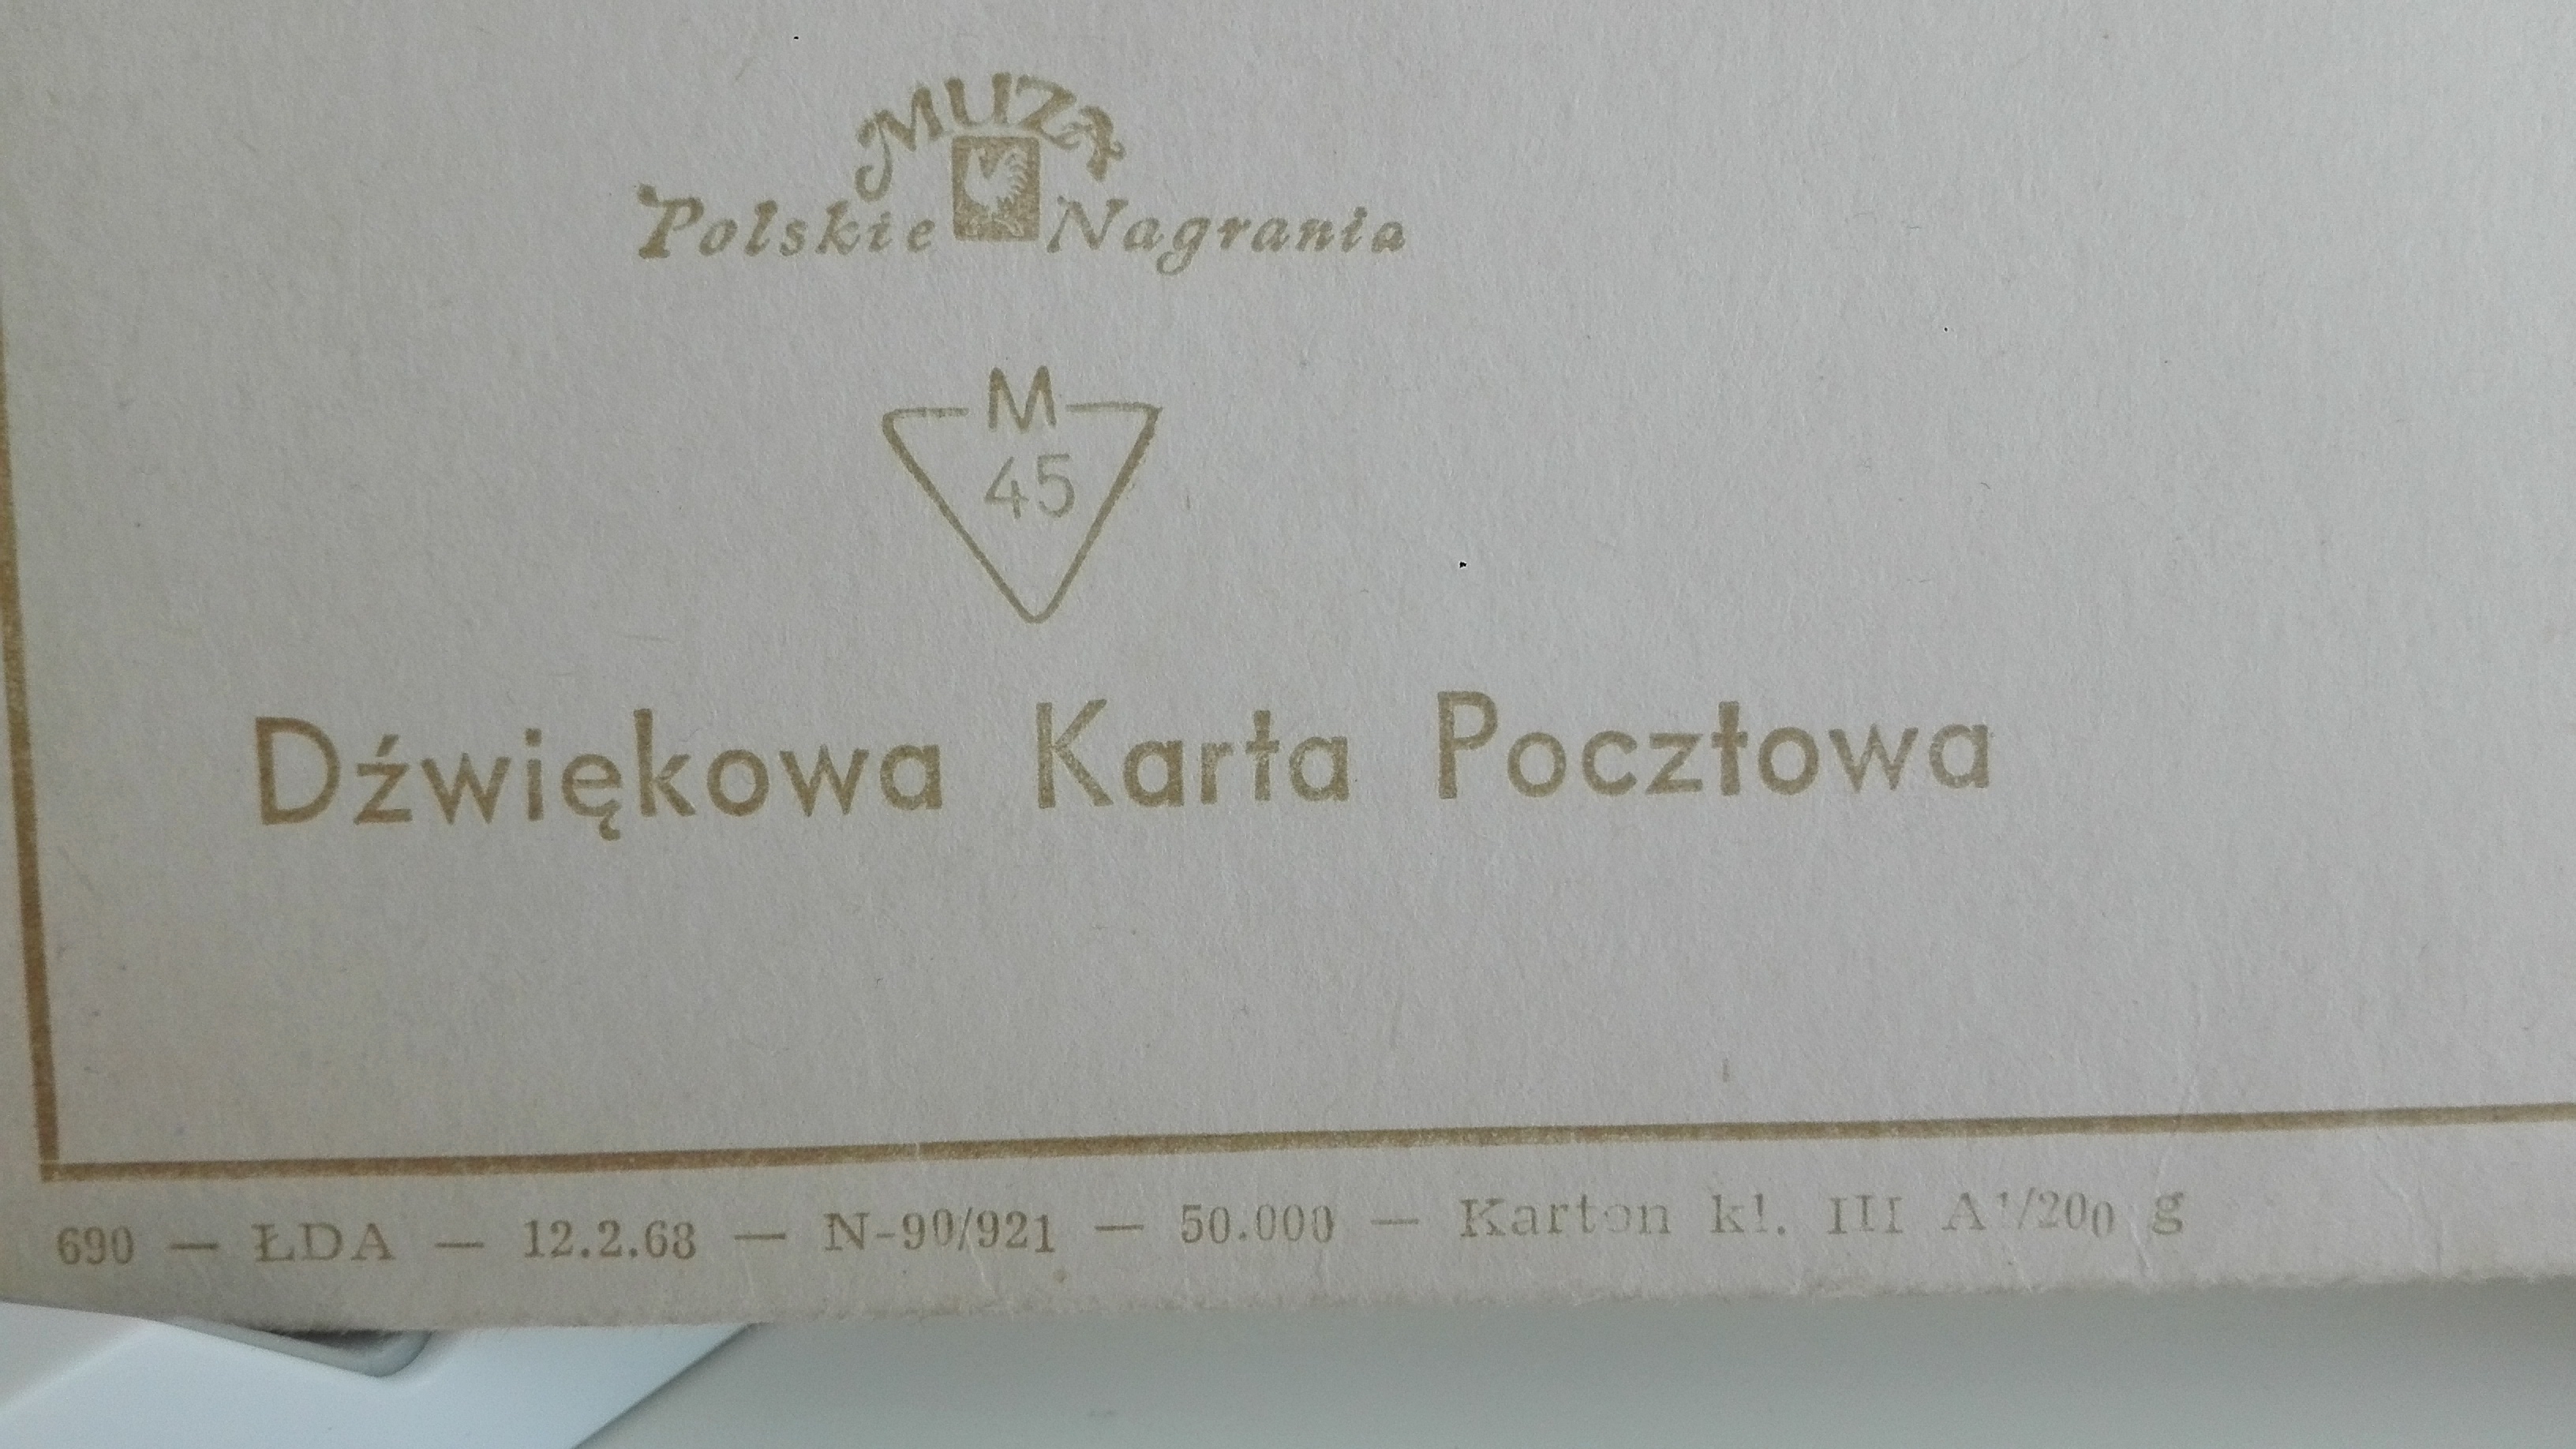 MUZA
Polskie Nagrania
M
45
Dźwiękowa Karta Pocztowa
690 — ŁDA — 12.2.68 — N-90/921 — 50.000 — Karton kl. III A¹/200 g